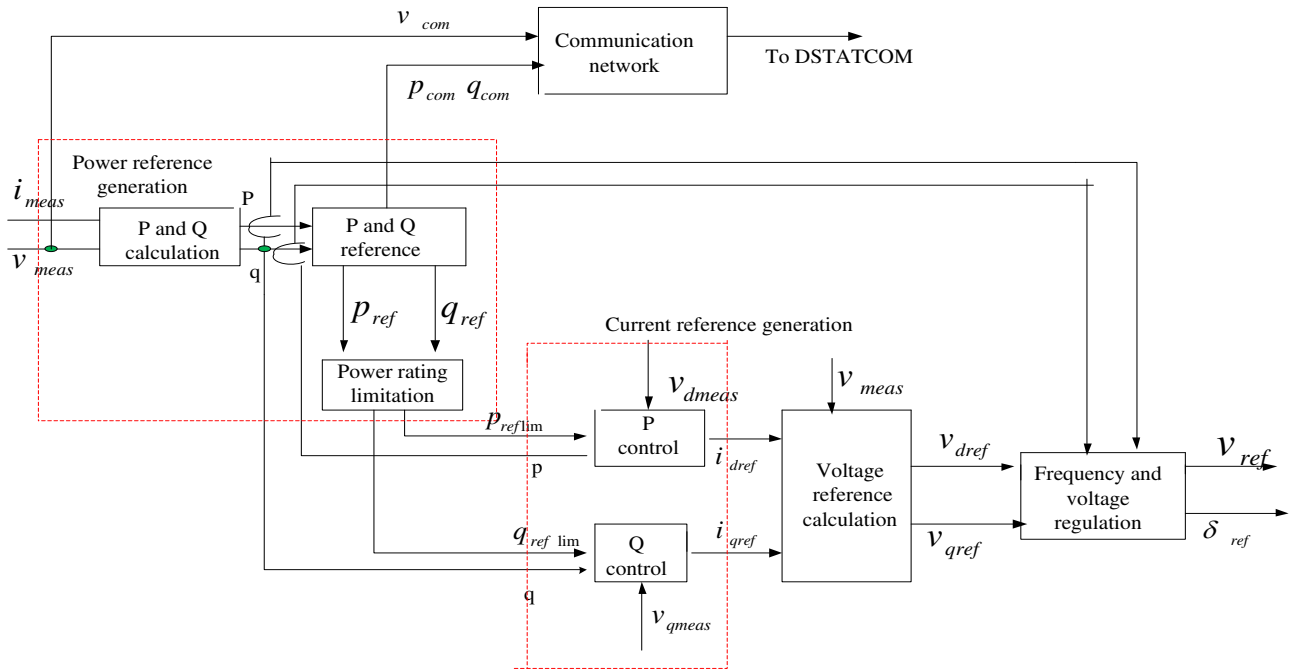 v com
Communication
network
To DSTATCOM
p com q com
Power reference
generation
i meas
P
P and Q
calculation
P and Q
reference
v meas
q
p ref
q ref
Current reference generation
Power rating
limitation
v dmeas
v meas
p ref lim
P
control
i dref
p
Voltage
reference
calculation
v dref
Frequency and
voltage
regulation
v ref
δ ref
q ref lim
Q
control
i qref
v qref
q
v qmeas